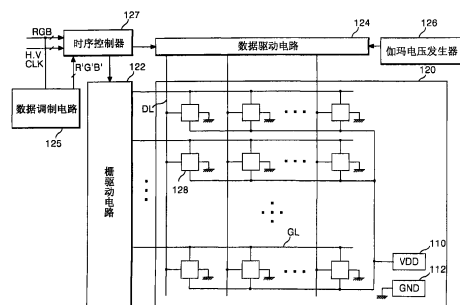 127
124
126
RGB
时序控制器
数据驱动电路
伽玛电压发生器
H.V
CLK
R'G'B'
122
120
DL
数据调制电路
125
栅驱动电路
128
GL
110
VDD
112
GND